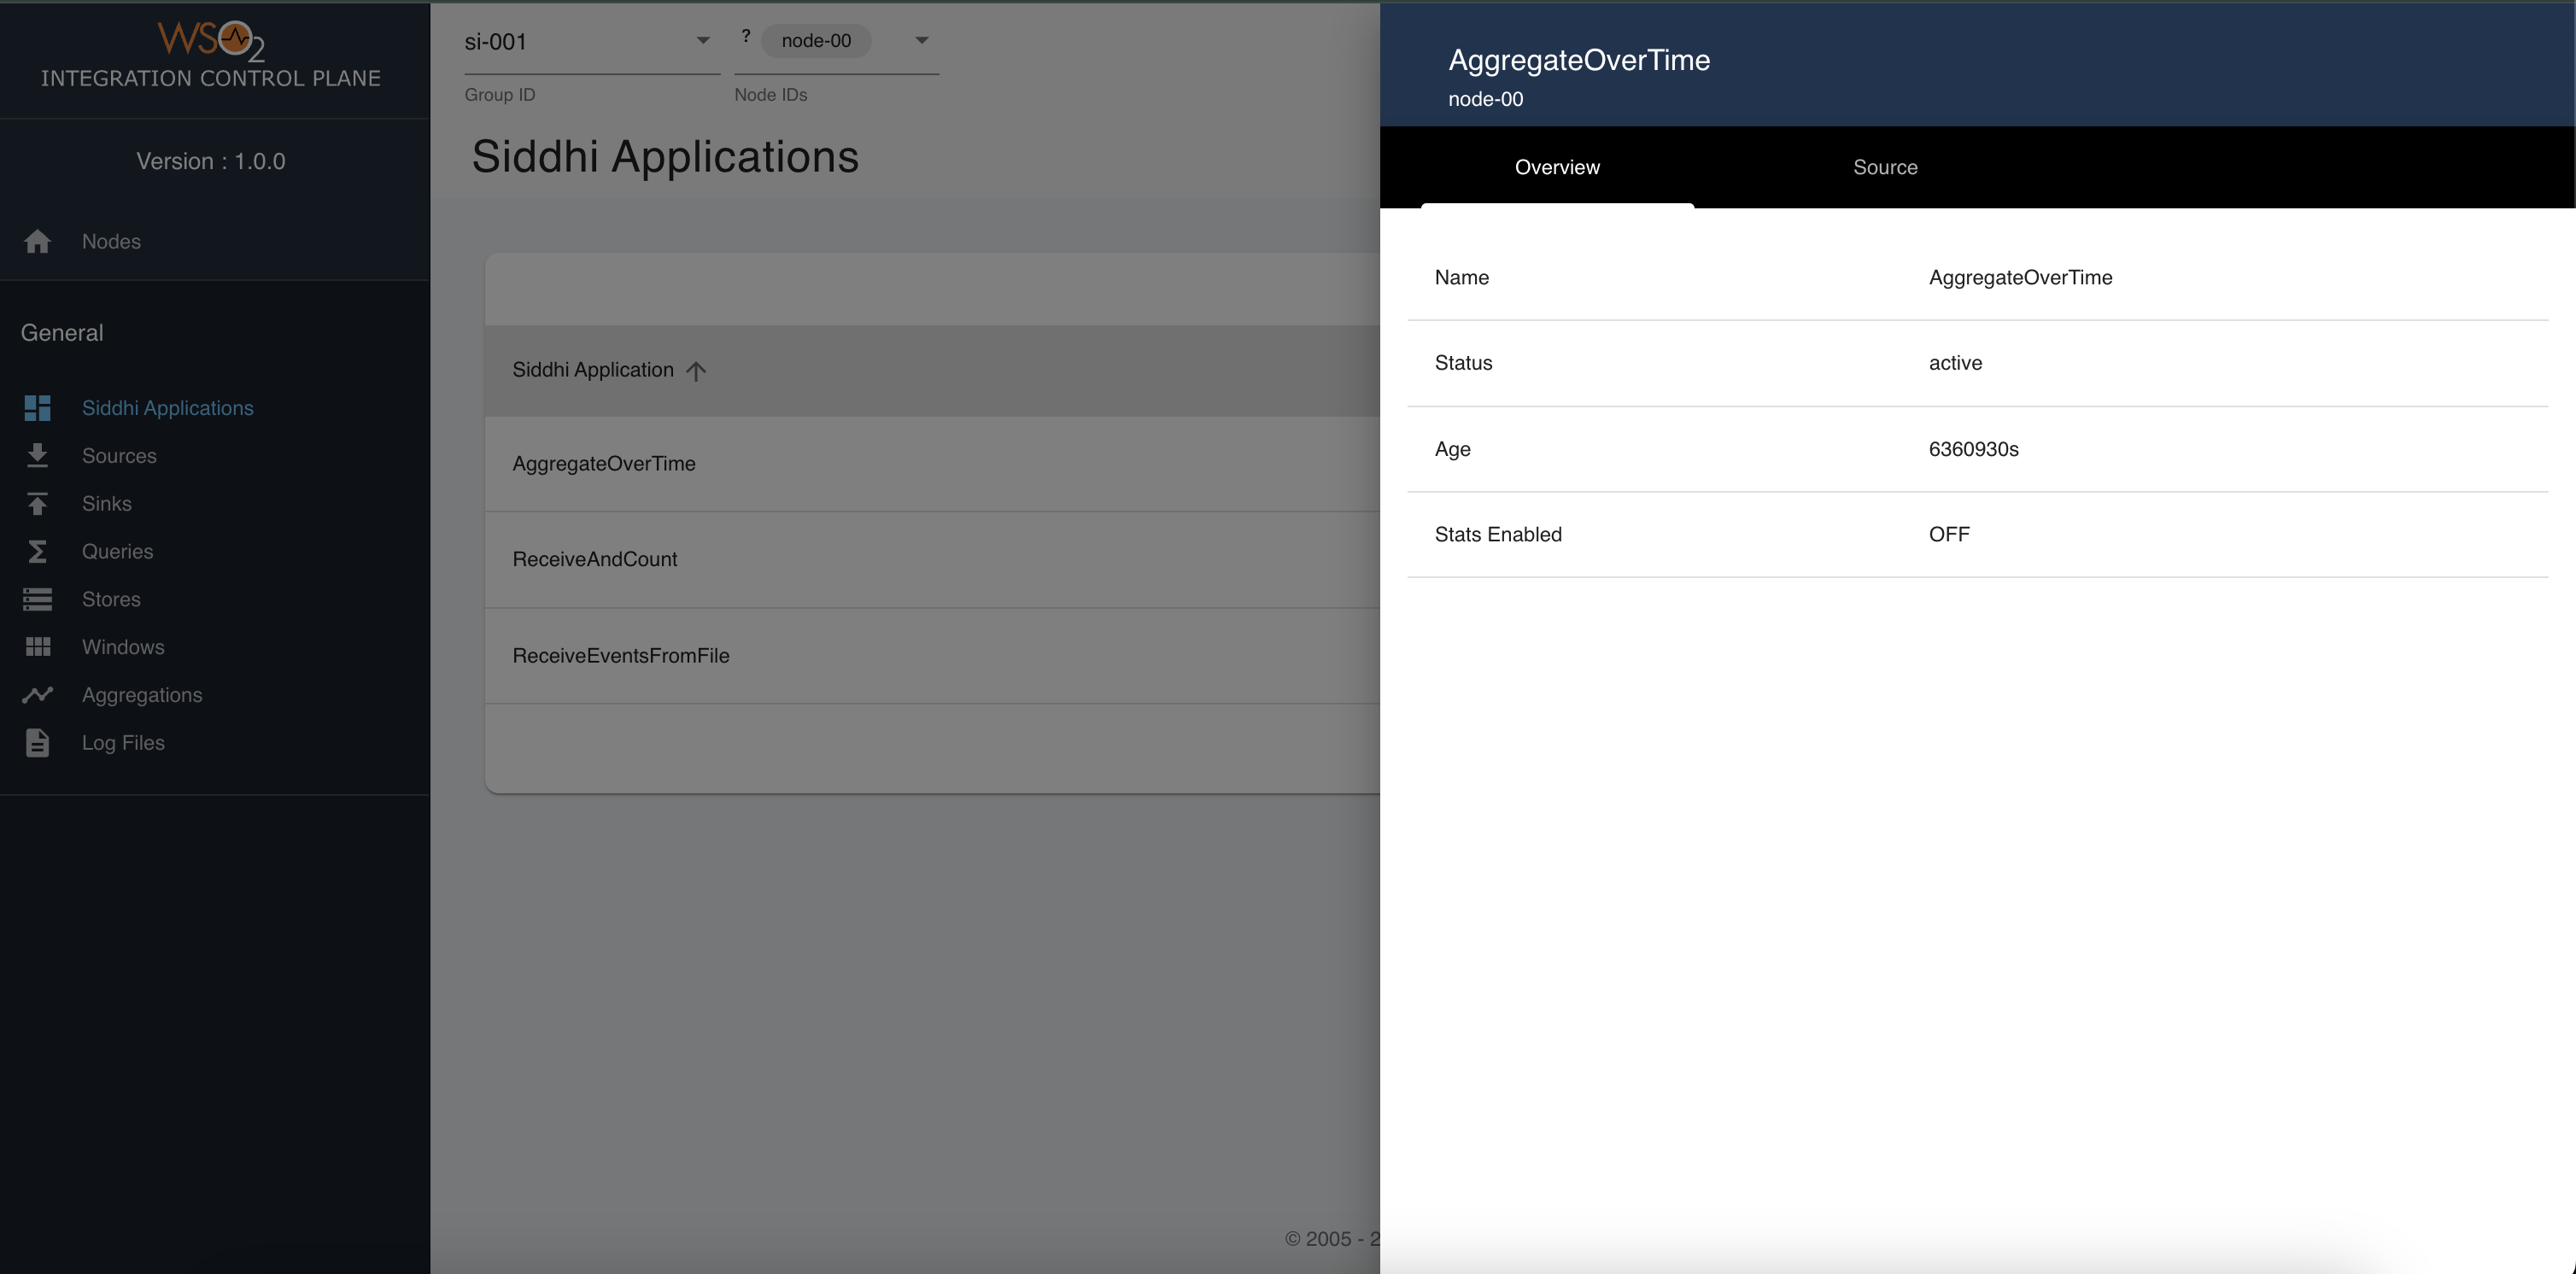 WSO2
INTEGRATION CONTROL PLANE
Version : 1.0.0
Nodes
General
Siddhi Applications
Sources
Sinks
Queries
Stores
Windows
Aggregations
Log Files
si-001
Group ID
?
node-00
Node IDs
Siddhi Applications
Siddhi Application
AggregateOverTime
ReceiveAndCount
ReceiveEventsFromFile
© 2005 - 2
AggregateOverTime
node-00
Overview
Source
Name AggregateOverTime
Status active
Age 6360930s
Stats Enabled OFF